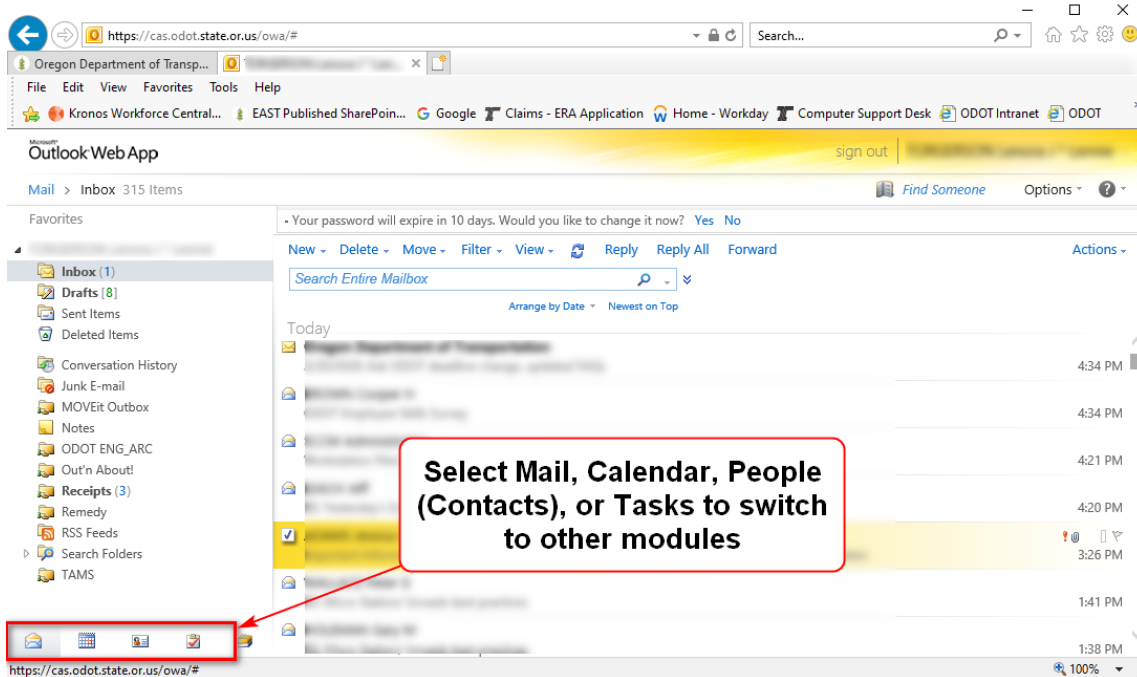 https://cas.odot.state.or.us/owa/#
Search...
Oregon Department of Transp...
File Edit View Favorites Tools Help
Kronos Workforce Central... EAST Published SharePoin... Google Claims - ERA Application Home - Workday Computer Support Desk ODOT Intranet ODOT
Microsoft®
Outlook Web App
sign out
Mail > Inbox 315 Items
Find Someone Options
Favorites
- Your password will expire in 10 days. Would you like to change it now? Yes No
New Delete Move Filter View Reply Reply All Forward Actions
Inbox (1)
Drafts [8]
Sent Items
Deleted Items
Conversation History
Junk E-mail
MOVEit Outbox
Notes
ODOT ENG_ARC
Out'n About!
Receipts (3)
Remedy
RSS Feeds
Search Folders
TAMS
Search Entire Mailbox
Arrange by Date Newest on Top
Today
4:34 PM
4:34 PM
4:21 PM
4:20 PM
3:26 PM
1:41 PM
1:38 PM
Select Mail, Calendar, People
(Contacts), or Tasks to switch
to other modules
https://cas.odot.state.or.us/owa/#
100%